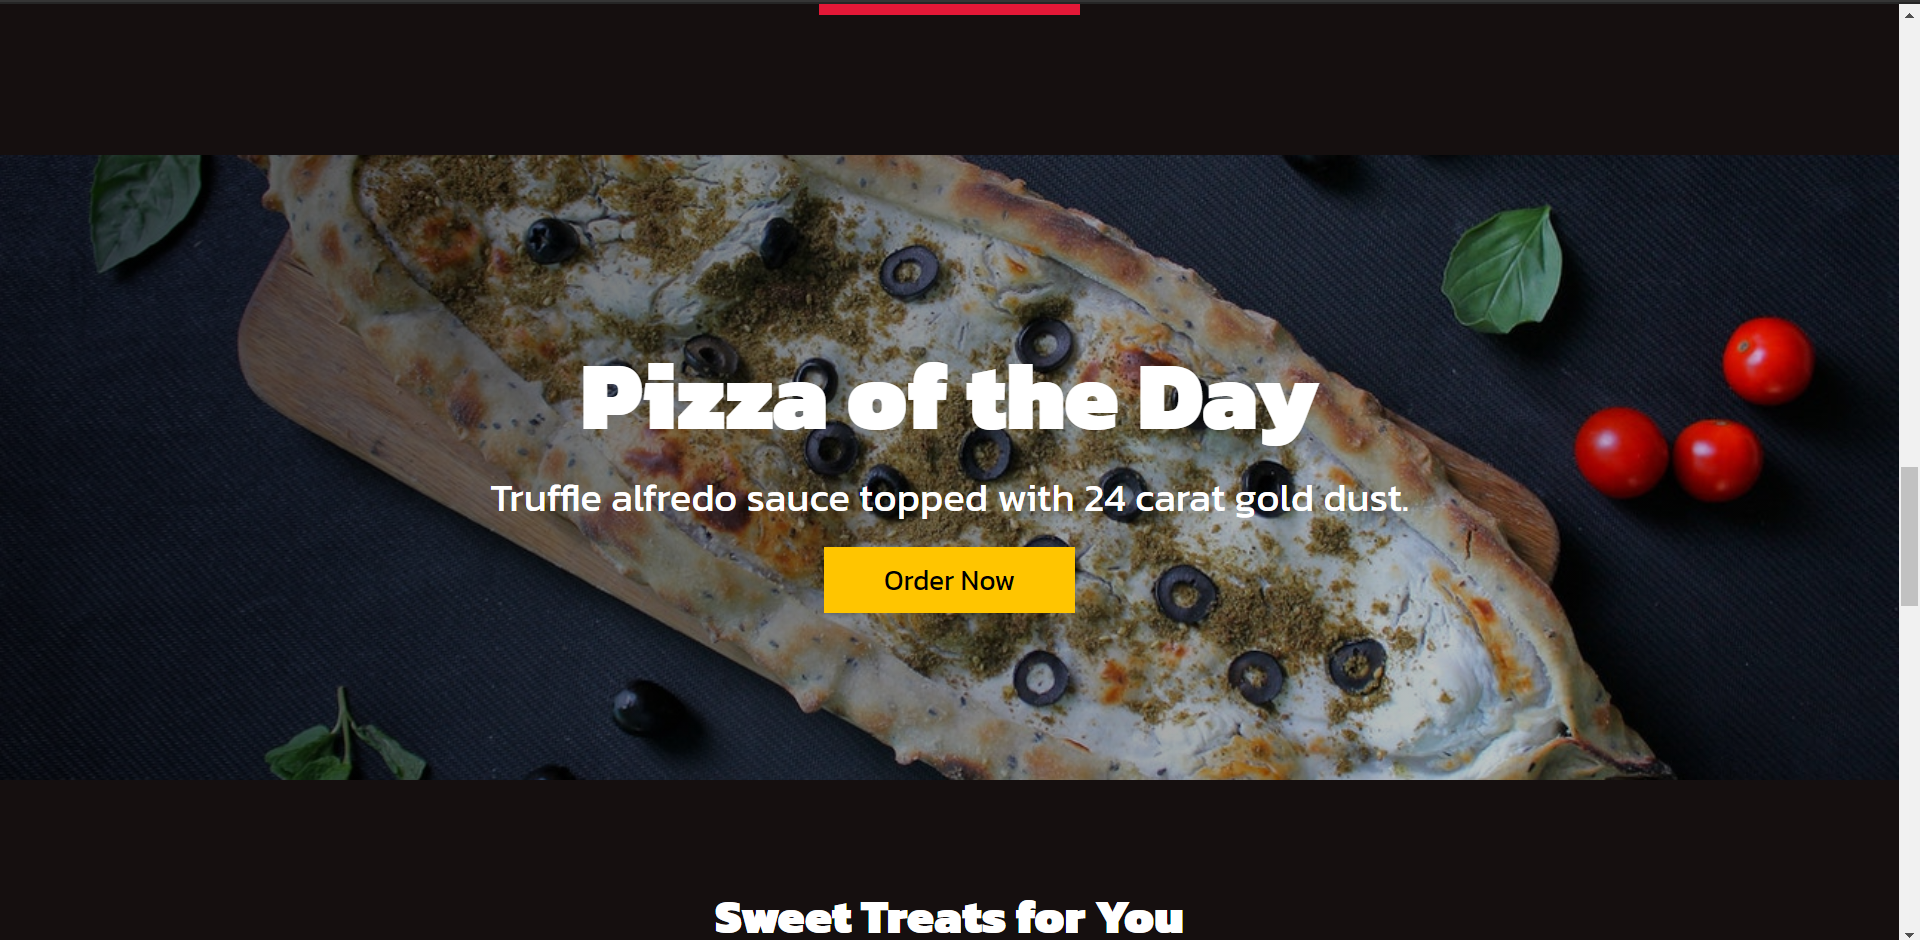 Pizza of the Day
Truffle alfredo sauce topped with 24 carat gold dust.
Order Now
Sweet Treats for You